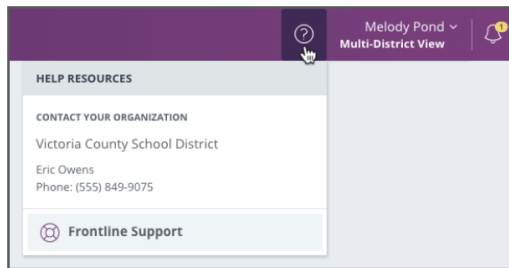 Melody Pond
Multi-District View
1
HELP RESOURCES
CONTACT YOUR ORGANIZATION
Victoria County School District
Eric Owens
Phone: (555) 849-9075
Frontline Support